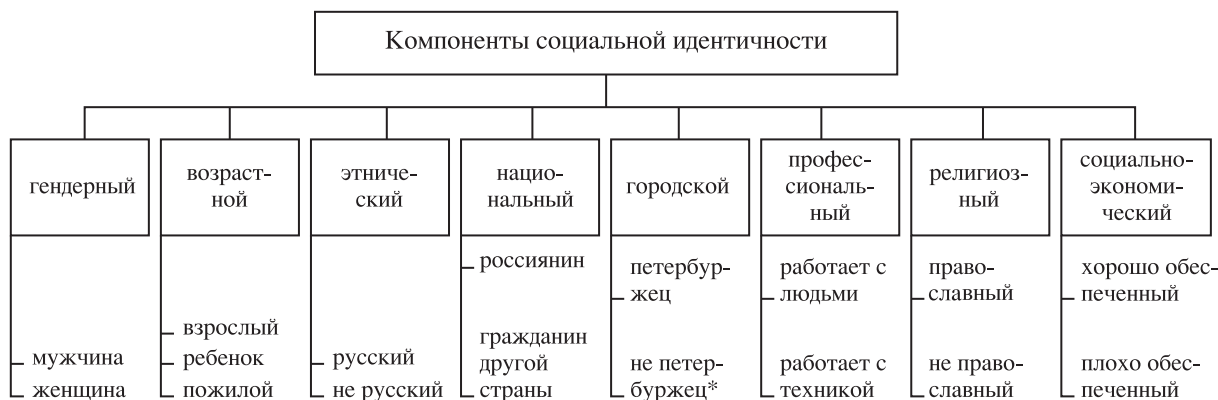 Компоненты социальной идентичности
гендерный
мужчина
женщина
возраст-
ной
взрослый
ребенок
пожилой
этниче-
ский
русский
не русский
нацио-
нальный
россиянин
гражданин
другой
страны
городской
петербур-
жец
не петер-
буржец*
профес-
сиональ-
ный
работает с
людьми
работает с
техникой
религиоз-
ный
право-
славный
не право-
славный
социально-
экономи-
ческий
хорошо обес-
печенный
плохо обес-
печенный